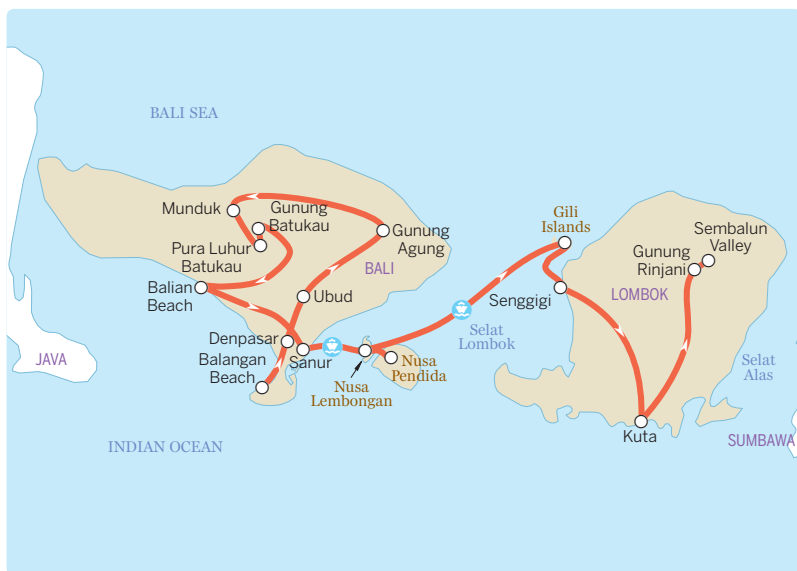 BALI SEA
Munduk
Gunung
Batukau
Pura Luhur
Batukau
Gunung
Agung
BALI
Balian
Beach
Ubud
Denpasar
Balangan
Beach
Sanur
Nusa
Lembongan
Nusa
Pendida
Gili
Islands
Senggigi
Selat
Lombok
Sembalun
Valley
Gunung
Rinjani
LOMBOK
Selat
Alas
Kuta
JAVA
INDIAN OCEAN
SUMBAWA